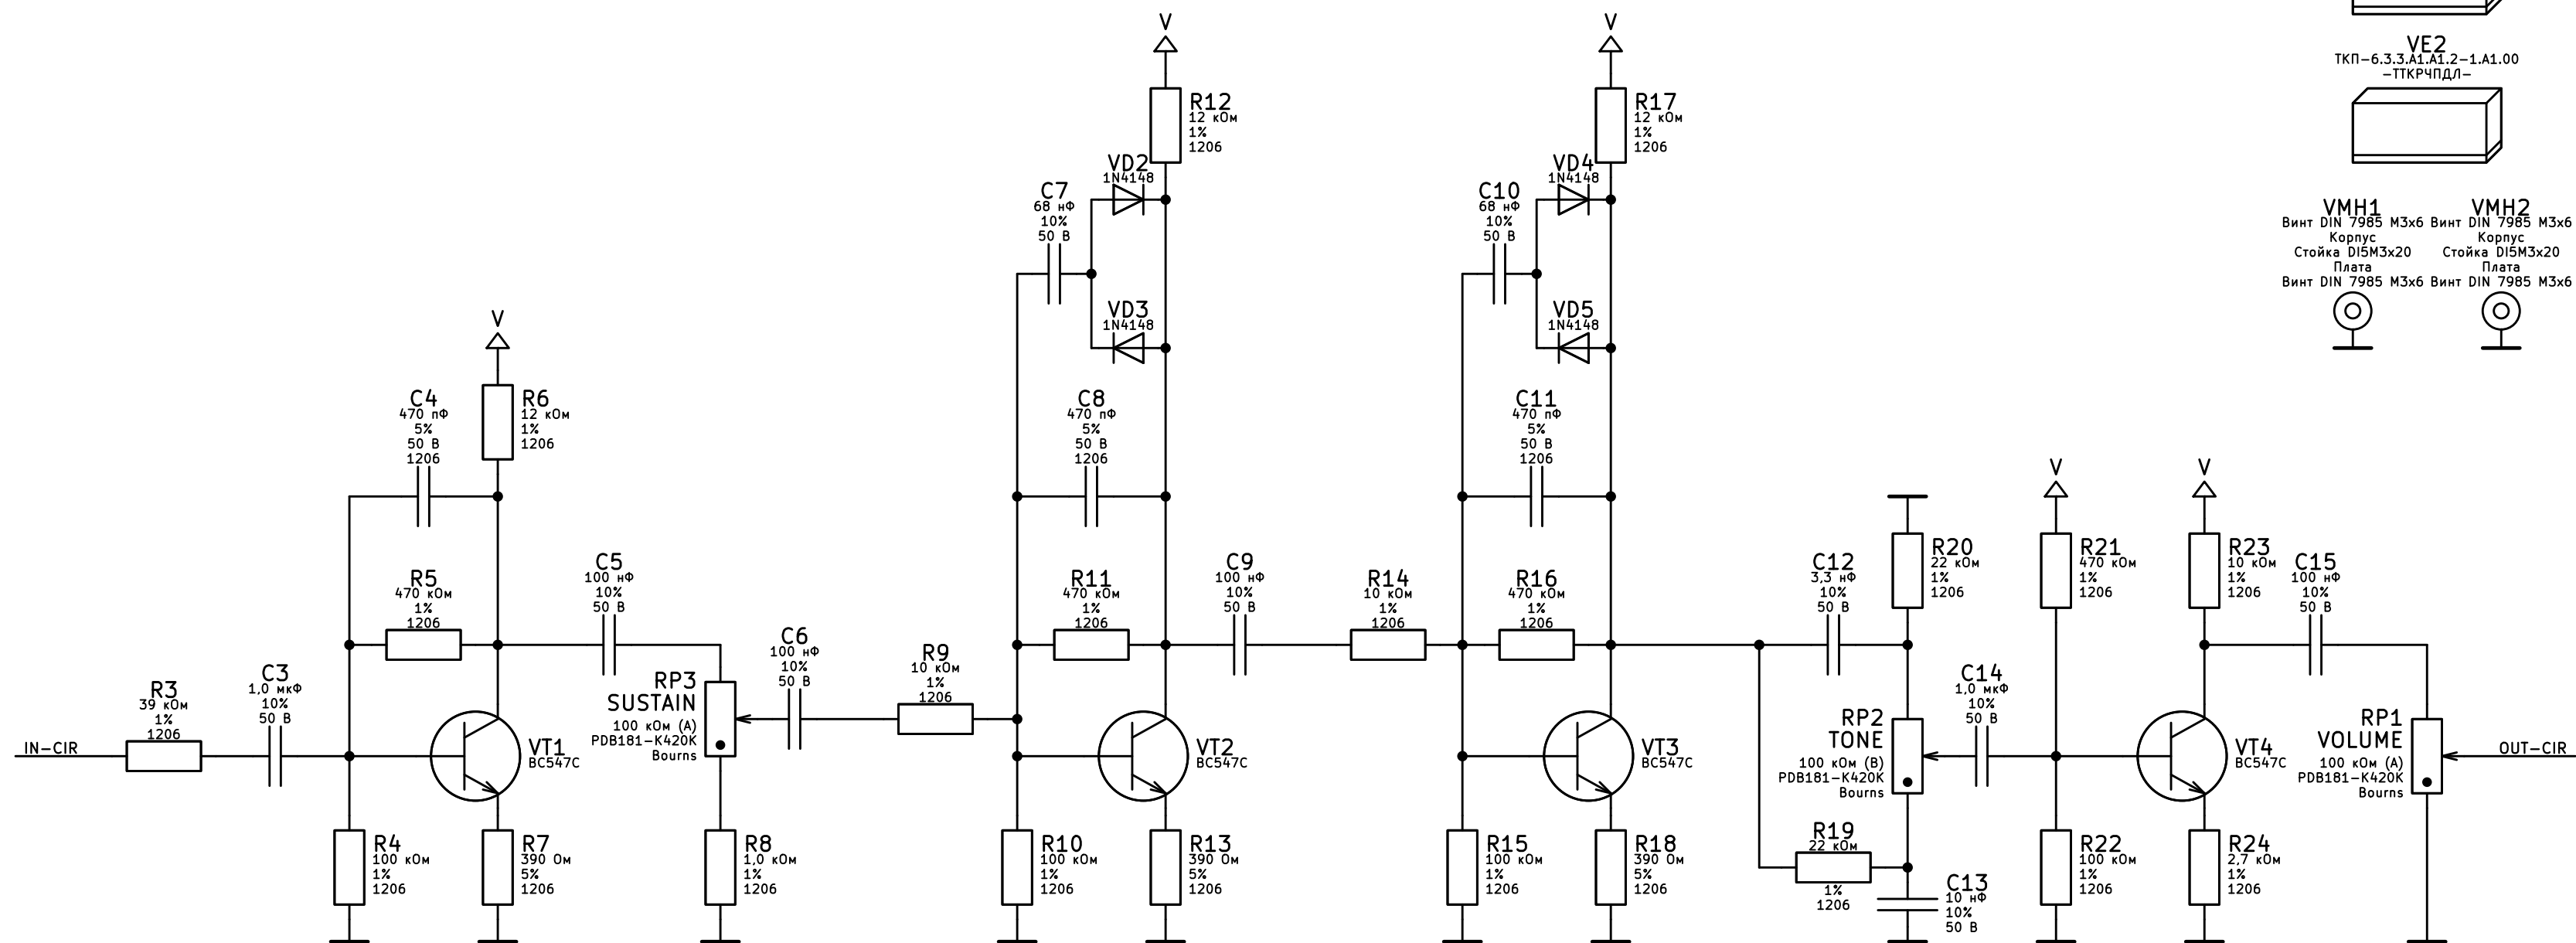 V
V
VE2
ТКП-6.3.3.А1.А1.2-1.А1.00
-ТТКРЧПДЛ-
R12
12 кОм
1%
1206
R17
12 кОм
1%
1206
VD2
1N4148
VD4
1N4148
C7
68 нФ
10%
50 В
C10
68 нФ
10%
50 В
VMH1
Винт DIN 7985 М3х6
Корпус
Стойка DI5M3x20
Плата
Винт DIN 7985 М3х6
VMH2
Винт DIN 7985 М3х6
Корпус
Стойка DI5M3x20
Плата
Винт DIN 7985 М3х6
VD3
1N4148
VD5
1N4148
V
C4
470 пФ
5%
50 В
1206
R6
12 кОм
1%
1206
C8
470 пФ
5%
50 В
1206
C11
470 пФ
5%
50 В
1206
V
V
R5
470 кОм
1%
1206
C5
100 нФ
10%
50 В
R11
470 кОм
1%
1206
C9
100 нФ
10%
50 В
R14
10 кОм
1%
1206
R16
470 кОм
1%
1206
C12
3,3 нФ
10%
50 В
R20
22 кОм
1%
1206
R21
470 кОм
1%
1206
R23
10 кОм
1%
1206
C15
100 нФ
10%
50 В
IN-CIR
R3
39 кОм
1%
1206
C3
1,0 мкФ
10%
50 В
VT1
BC547C
RP3
SUSTAIN
100 кОм (А)
PDB181-K420K
Bourns
C6
100 нФ
10%
50 В
R9
10 кОм
1%
1206
VT2
BC547C
VT3
BC547C
RP2
TONE
100 кОм (В)
PDB181-K420K
Bourns
C14
1,0 мкФ
10%
50 В
VT4
BC547C
RP1
VOLUME
100 кОм (А)
PDB181-K420K
Bourns
OUT-CIR
R4
100 кОм
1%
1206
R7
390 Ом
5%
1206
R8
1,0 кОм
1%
1206
R10
100 кОм
1%
1206
R13
390 Ом
5%
1206
R15
100 кОм
1%
1206
R18
390 Ом
5%
1206
R19
22 кОм
1%
1206
C13
10 нФ
10%
50 В
R22
100 кОм
1%
1206
R24
2,7 кОм
1%
1206